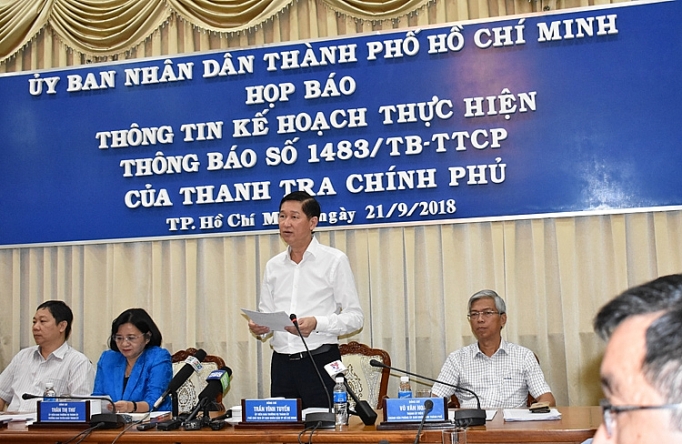 ỦY BAN NHÂN DÂN THÀNH PHỐ HỒ CHÍ MINH
HỌP BÁO
THÔNG TIN KẾ HOẠCH THỰC HIỆN
THÔNG BÁO SỐ 1483/TB-TTCP
CỦA THANH TRA CHÍNH PHỦ
TP. Hồ Chí M ngày 21/9/2018
TRẦN VĨNH TUYẾN
VÕ VĂN